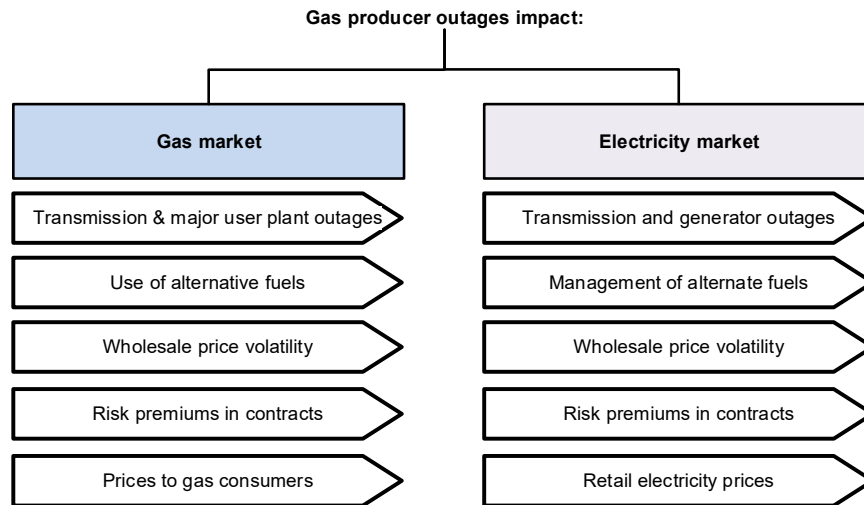 Gas producer outages impact:
Gas market
Transmission & major user plant outages
Use of alternative fuels
Wholesale price volatility
Risk premiums in contracts
Prices to gas consumers
Electricity market
Transmission and generator outages
Management of alternate fuels
Wholesale price volatility
Risk premiums in contracts
Retail electricity prices